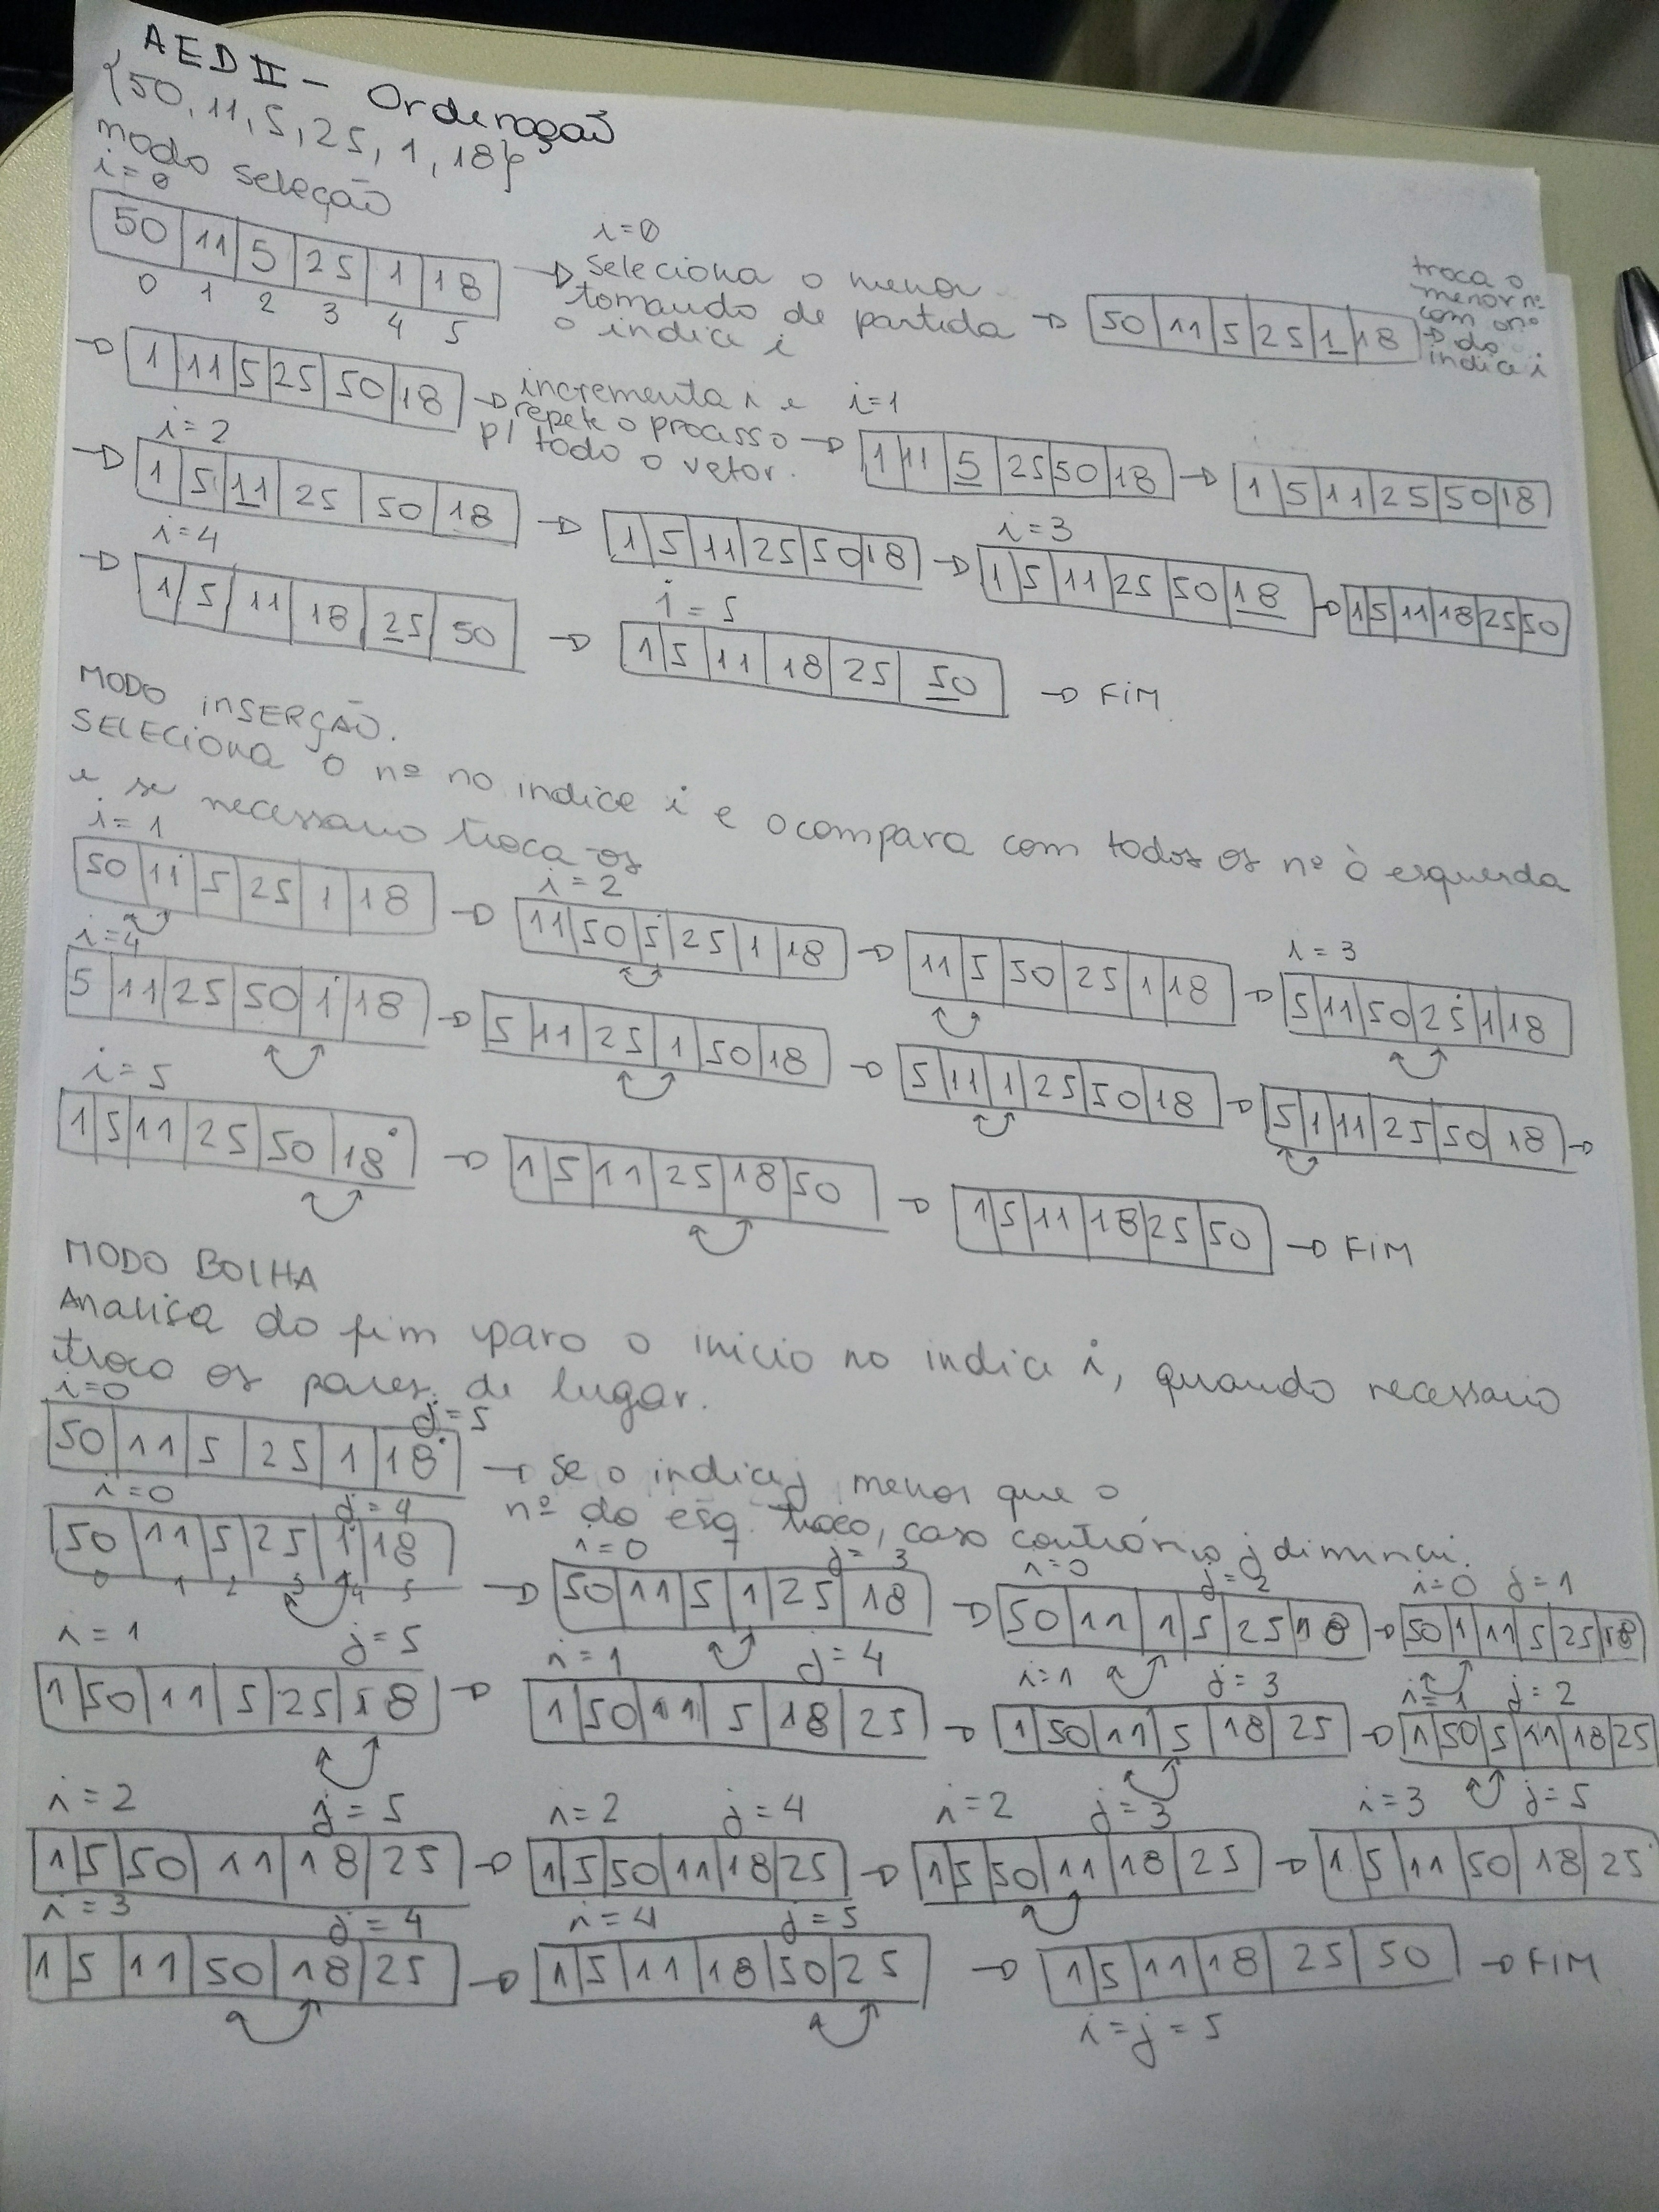 AED II - Ordenação
{50, 11, 5, 25, 1, 18}
modo seleção
i=0
50 | 11 | 5 | 25 | 1 | 18
0 1 2 3 4 5
i=0
→ Seleciona o menor
tomando de partida
o indice i
→ 50 | 11 | 5 | 25 | 1 | 18
troca o
menor nº
com o nº
→ do
indice i
→ 1 | 11 | 5 | 25 | 50 | 18
→ incrementa i e
repete o processo
p/ todo o vetor.
i=1
→ 1 | 11 | 5 | 25 | 50 | 18 → 1 | 5 | 11 | 25 | 50 | 18
i=2
→ 1 | 5 | 11 | 25 | 50 | 18 → 1 | 5 | 11 | 25 | 50 | 18
i=3
→ 1 | 5 | 11 | 25 | 50 | 18 → 1 | 5 | 11 | 18 | 25 | 50
i=4
→ 1 | 5 | 11 | 18 | 25 | 50
i=5
→ 1 | 5 | 11 | 18 | 25 | 50 → FIM
MODO INSERÇÃO.
SELECIONA O nº no indice i e o compara com todos os nº à esquerda
e se necessario troca-os
i=1
50 | 11 | 5 | 25 | 1 | 18
i=2
→ 11 | 50 | 5 | 25 | 1 | 18 → 11 | 5 | 50 | 25 | 1 | 18
i=3
→ 5 | 11 | 50 | 25 | 1 | 18
i=4
5 | 11 | 25 | 50 | 1 | 18 → 5 | 11 | 25 | 1 | 50 | 18 → 5 | 11 | 1 | 25 | 50 | 18 → 5 | 1 | 11 | 25 | 50 | 18 →
i=5
1 | 5 | 11 | 25 | 50 | 18 → 1 | 5 | 11 | 25 | 18 | 50 → 1 | 5 | 11 | 18 | 25 | 50 → FIM
MODO BOLHA
Analisa do fim para o inicio no indice i, quando necessario
troca os pares de lugar.
i=0 j=5
50 | 11 | 5 | 25 | 1 | 18
→ Se o indice j menor que o
nº da esq. troco, caso contrário j diminui.
i=0 j=4
50 | 11 | 5 | 25 | 1 | 18
0 1 2 3 4 5
i=0 j=3
→ 50 | 11 | 5 | 1 | 25 | 18
i=0 j=2
→ 50 | 11 | 1 | 5 | 25 | 18
i=0 j=1
→ 50 | 1 | 11 | 5 | 25 | 18
i=1 j=5
1 | 50 | 11 | 5 | 25 | 18
i=1 j=4
→ 1 | 50 | 11 | 5 | 18 | 25
i=1 j=3
→ 1 | 50 | 11 | 5 | 18 | 25
i=1 j=2
→ 1 | 50 | 5 | 11 | 18 | 25
i=2 j=5
1 | 5 | 50 | 11 | 18 | 25
i=2 j=4
→ 1 | 5 | 50 | 11 | 18 | 25
i=2 j=3
→ 1 | 5 | 50 | 11 | 18 | 25
i=3 j=5
→ 1 | 5 | 11 | 50 | 18 | 25
i=3 j=4
1 | 5 | 11 | 50 | 18 | 25
i=4 j=5
→ 1 | 5 | 11 | 18 | 50 | 25
→ 1 | 5 | 11 | 18 | 25 | 50 → FIM
i=j=5